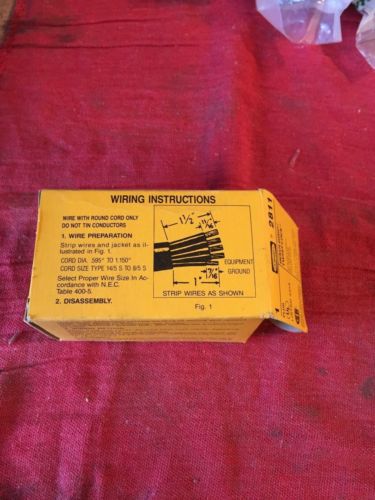 WIRING INSTRUCTIONS
WIRE WITH ROUND CORD ONLY
DO NOT TIN CONDUCTORS
1. WIRE PREPARATION
Strip wires and jacket as il-
lustrated in Fig. 1.
CORD DIA. .595" TO 1.150"
CORD SIZE TYPE 14/5 S TO 8/5 S
Select Proper Wire Size In Ac-
cordance with N.E.C.
Table 400-5.
2. DISASSEMBLY.
1½"
EQUIPMENT
GROUND
1"
STRIP WIRES AS SHOWN
Fig. 1
2811